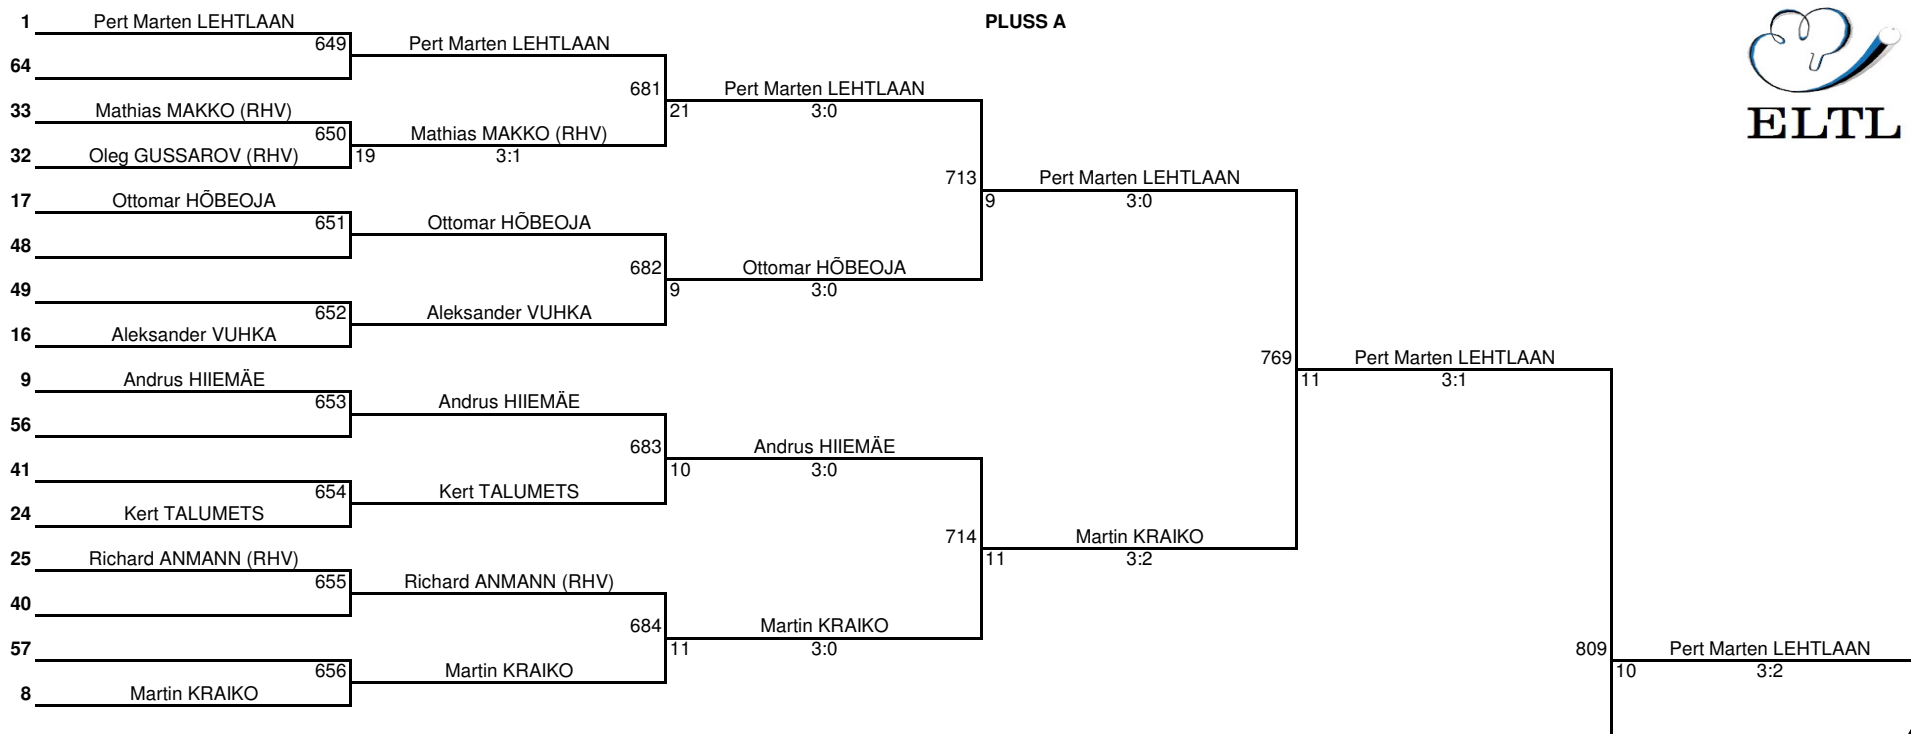 PLUSS A
ELTL
1 Pert Marten LEHTLAAN
649 Pert Marten LEHTLAAN
64
681 Pert Marten LEHTLAAN
21 3:0
33 Mathias MAKKO (RHV)
650 Mathias MAKKO (RHV)
32 Oleg GUSSAROV (RHV) 19 3:1
713 Pert Marten LEHTLAAN
9 3:0
17 Ottomar HÕBEOJA
651 Ottomar HÕBEOJA
48
682 Ottomar HÕBEOJA
9 3:0
49
652 Aleksander VUHKA
16 Aleksander VUHKA
769 Pert Marten LEHTLAAN
11 3:1
9 Andrus HIIEMÄE
653 Andrus HIIEMÄE
56
683 Andrus HIIEMÄE
10 3:0
41
654 Kert TALUMETS
24 Kert TALUMETS
714 Martin KRAIKO
11 3:2
25 Richard ANMANN (RHV)
655 Richard ANMANN (RHV)
40
684 Martin KRAIKO
11 3:0
57
656 Martin KRAIKO
8 Martin KRAIKO
809 Pert Marten LEHTLAAN
10 3:2